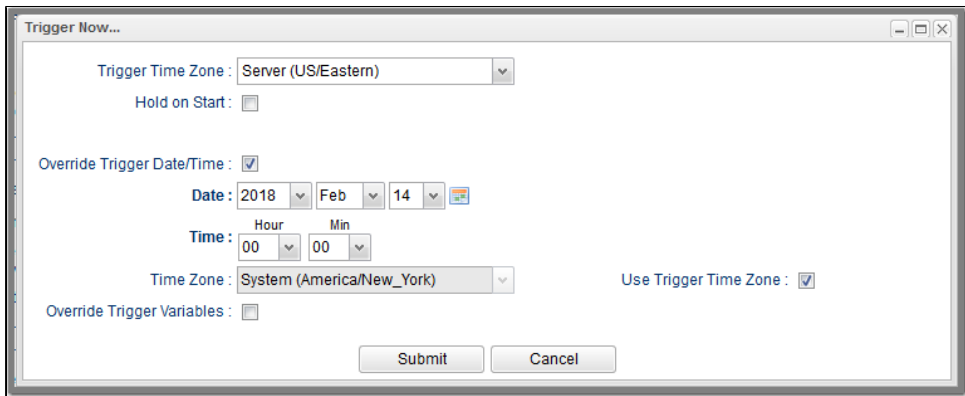 Trigger Now...
Trigger Time Zone : Server (US/Eastern)
Hold on Start :
Override Trigger Date/Time :
Date : 2018 Feb 14
Hour Min
Time : 00 00
Time Zone : System (America/New_York) Use Trigger Time Zone :
Override Trigger Variables :
Submit Cancel